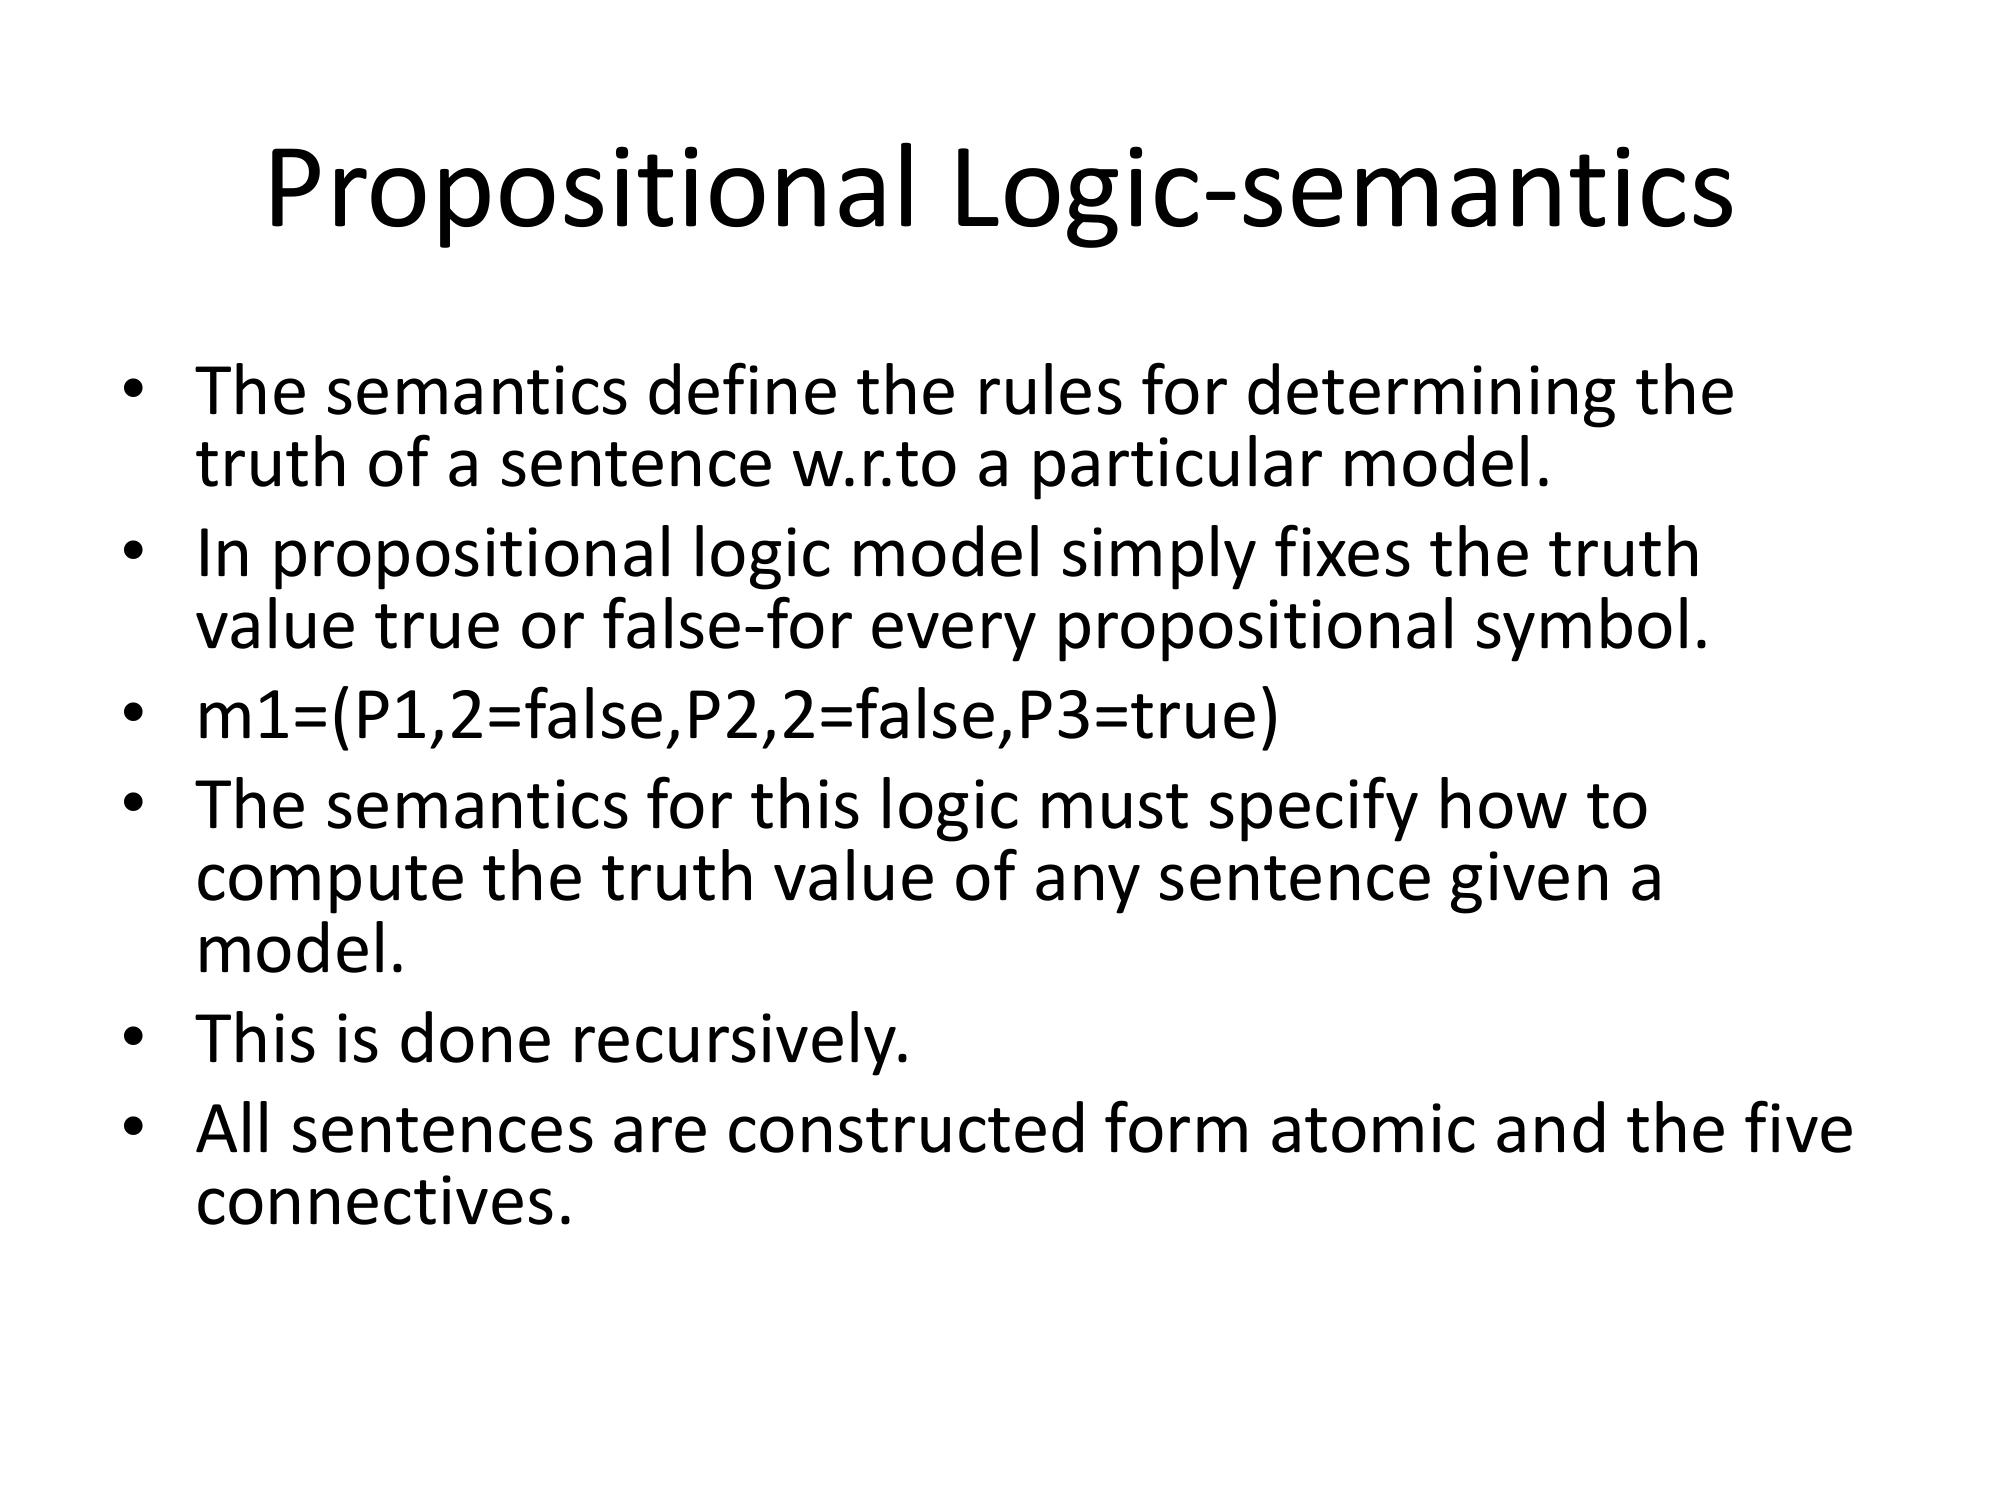 Propositional Logic-semantics
• The semantics define the rules for determining the
truth of a sentence w.r.to a particular model.
• In propositional logic model simply fixes the truth
value true or false-for every propositional symbol.
• m1=(P1,2=false,P2,2=false,P3=true)
• The semantics for this logic must specify how to
compute the truth value of any sentence given a
model.
• This is done recursively.
• All sentences are constructed form atomic and the five
connectives.